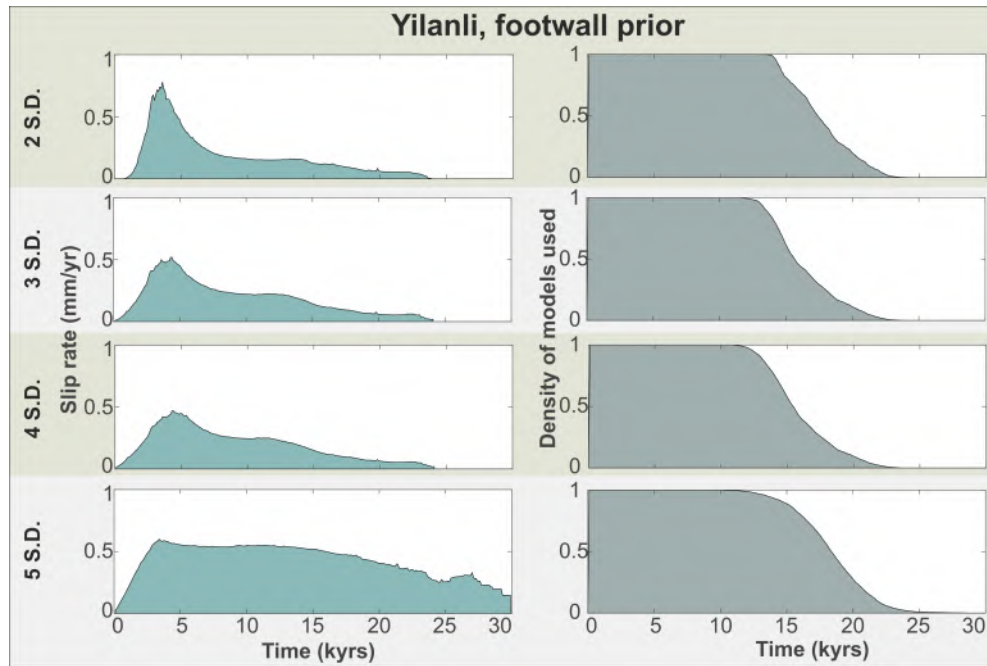 Yilanli, footwall prior
2 S.D.
1
0.5
0
1
0.5
0
3 S.D.
1
0.5
0
1
0.5
0
4 S.D.
1
0.5
0
1
0.5
0
5 S.D.
1
0.5
0
1
0.5
0
Slip rate (mm/yr)
Density of models used
0 5 10 15 20 25 30
0 5 10 15 20 25 30
Time (kyrs)
Time (kyrs)